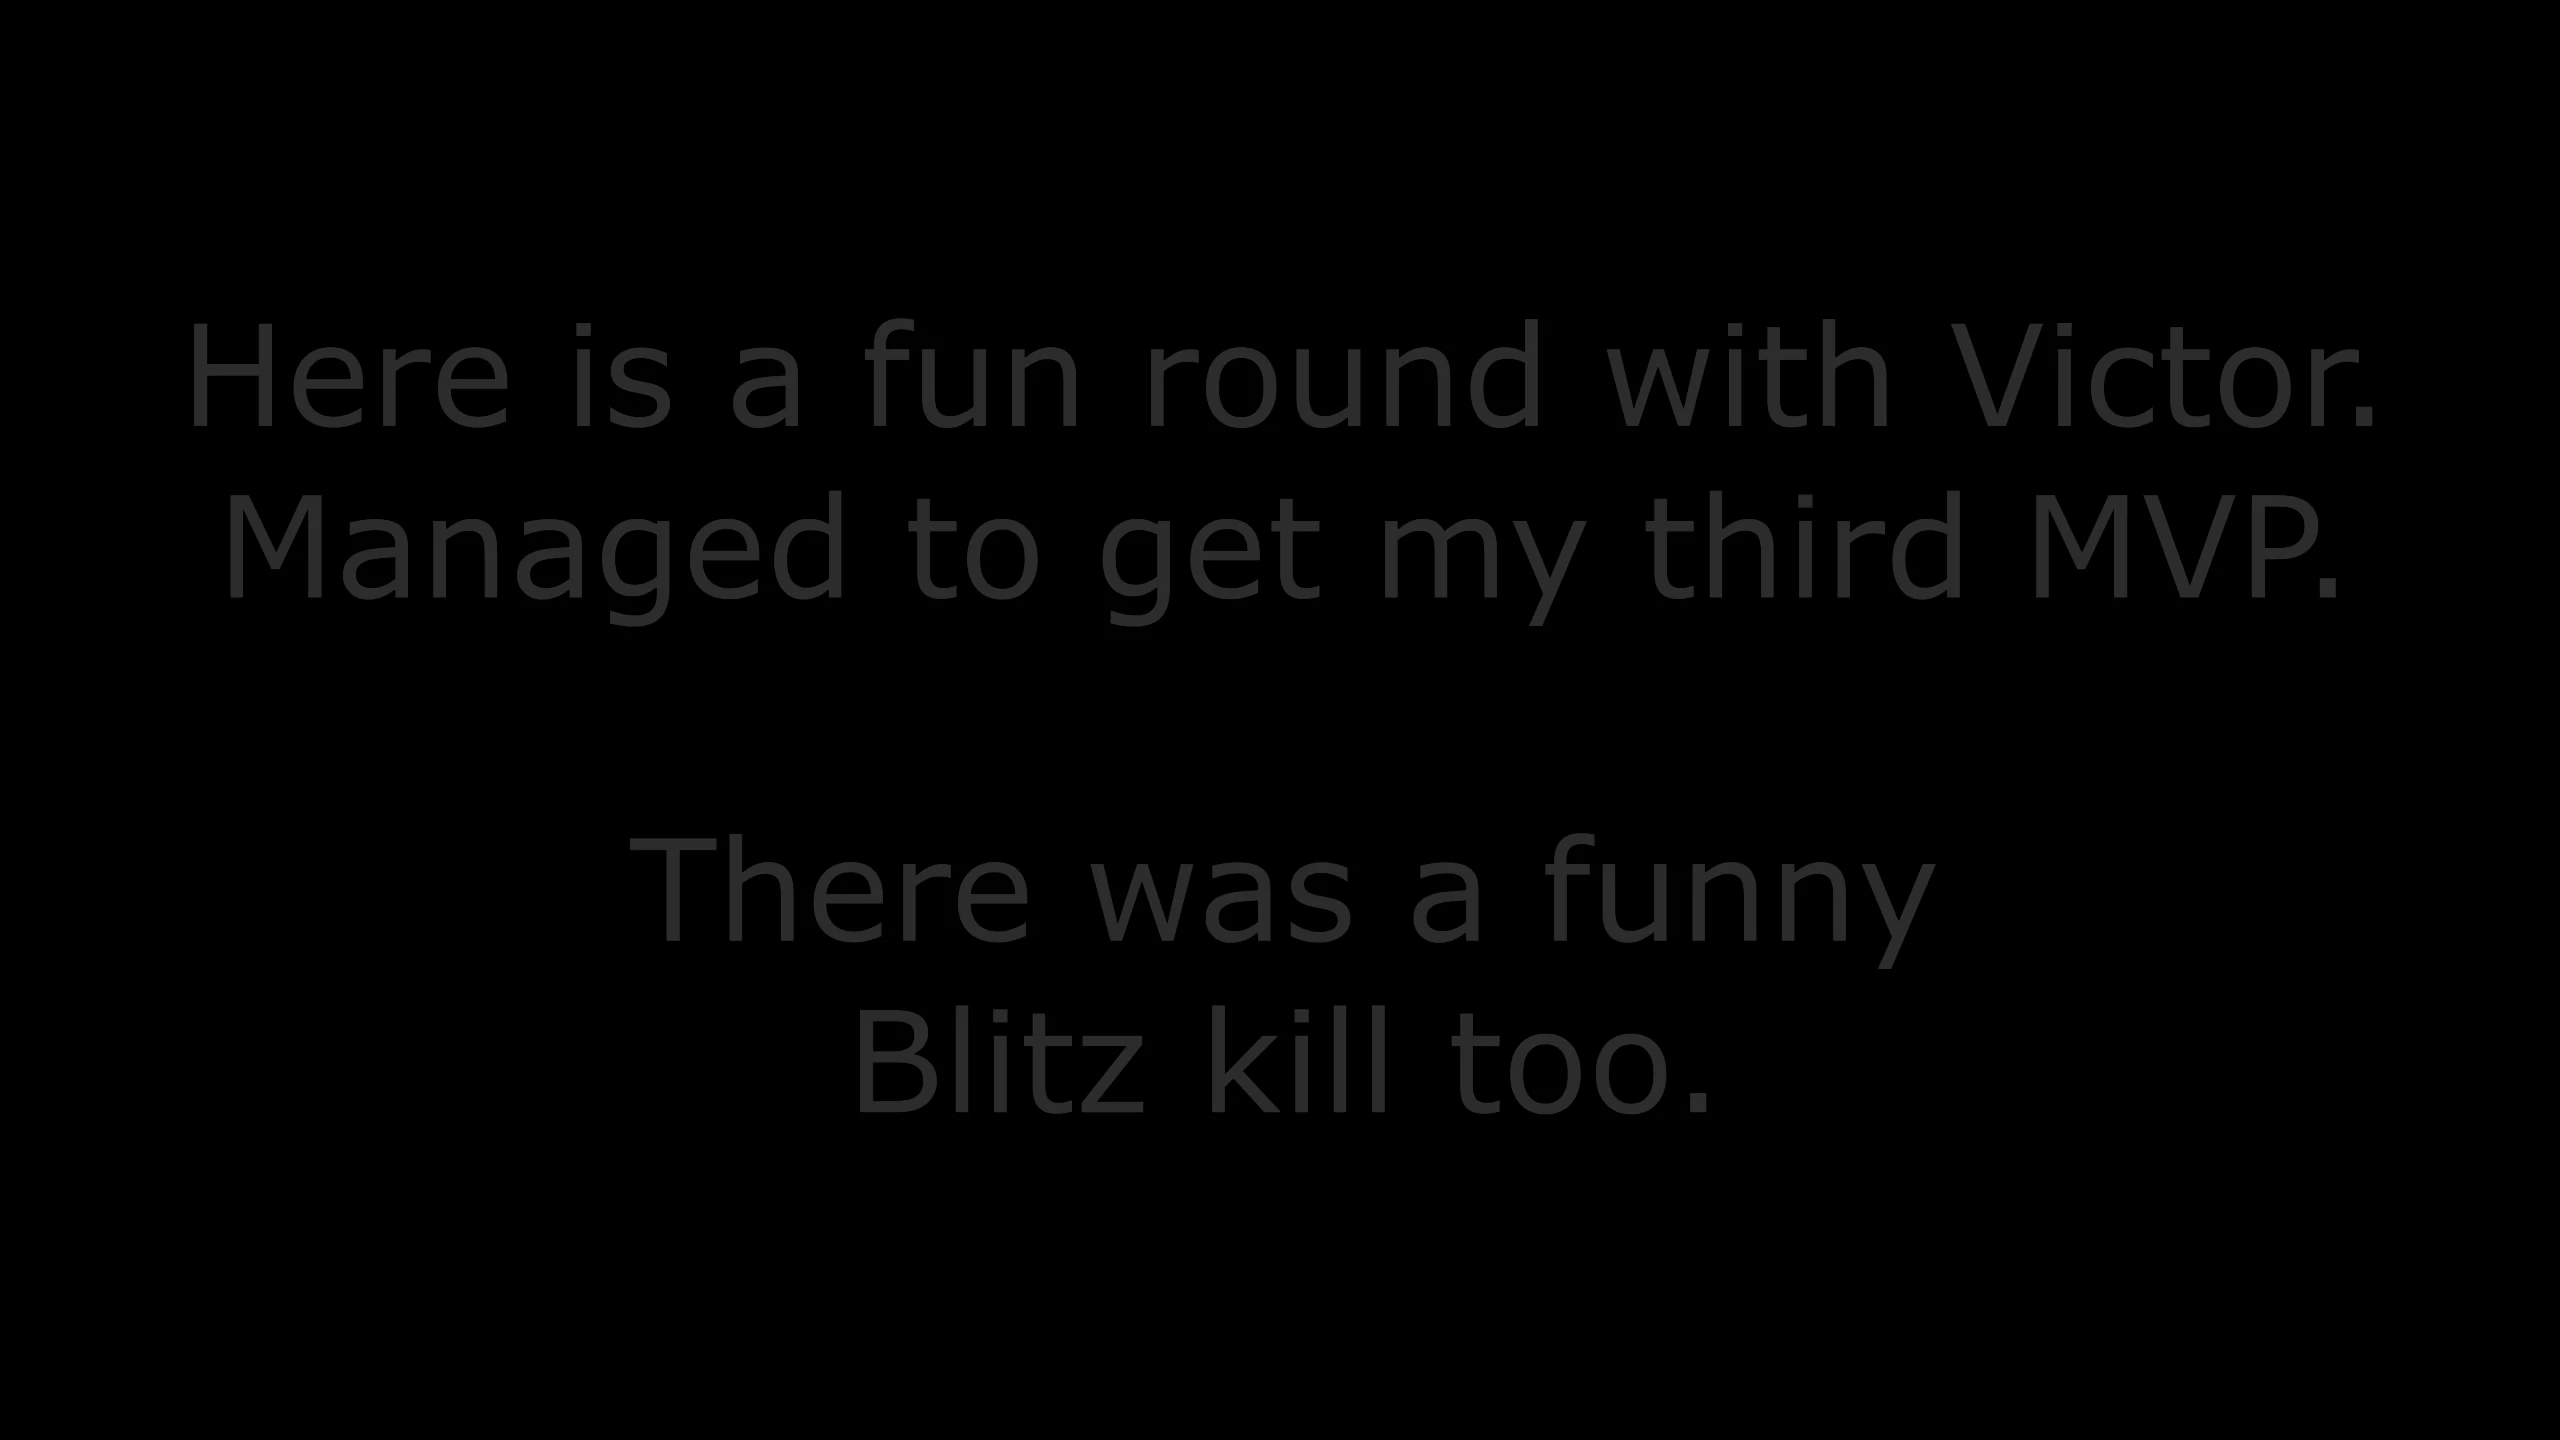 Here is a fun round with Victor.
Managed to get my third MVP.
There was a funny
Blitz kill too.